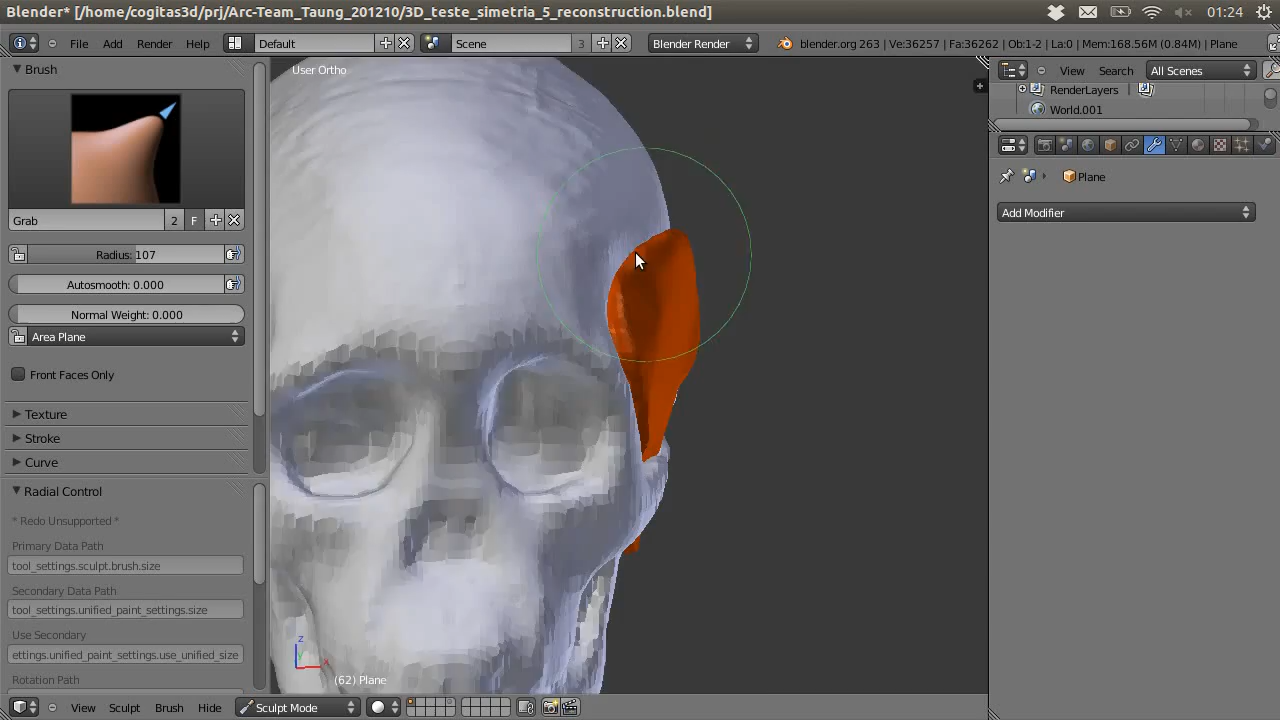 Blender* [/home/cogitas3d/prj/Arc-Team_Taung_201210/3D_teste_simetria_5_reconstruction.blend]
01:24
File Add Render Help
Default
Scene
3
Blender Render
blender.org 263 | Ve:36257 | Fa:36262 | Ob:1-2 | La:0 | Mem:168.56M (0.84M) | Plane
Brush
User Ortho
View Search All Scenes
RenderLayers
World.001
Plane
Add Modifier
Grab
2
F
Radius: 107
Autosmooth: 0.000
Normal Weight: 0.000
Area Plane
Front Faces Only
Texture
Stroke
Curve
Radial Control
* Redo Unsupported *
Primary Data Path
tool_settings.sculpt.brush.size
Secondary Data Path
tool_settings.unified_paint_settings.size
Use Secondary
ettings.unified_paint_settings.use_unified_size
Rotation Path
z
y
x
(62) Plane
View Sculpt Brush Hide
Sculpt Mode